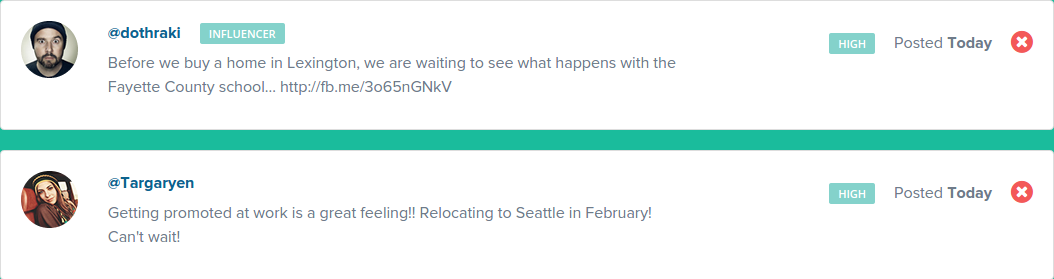 @dothraki INFLUENCER HIGH Posted Today
Before we buy a home in Lexington, we are waiting to see what happens with the
Fayette County school... http://fb.me/3o65nGNkV
@Targaryen HIGH Posted Today
Getting promoted at work is a great feeling!! Relocating to Seattle in February!
Can't wait!